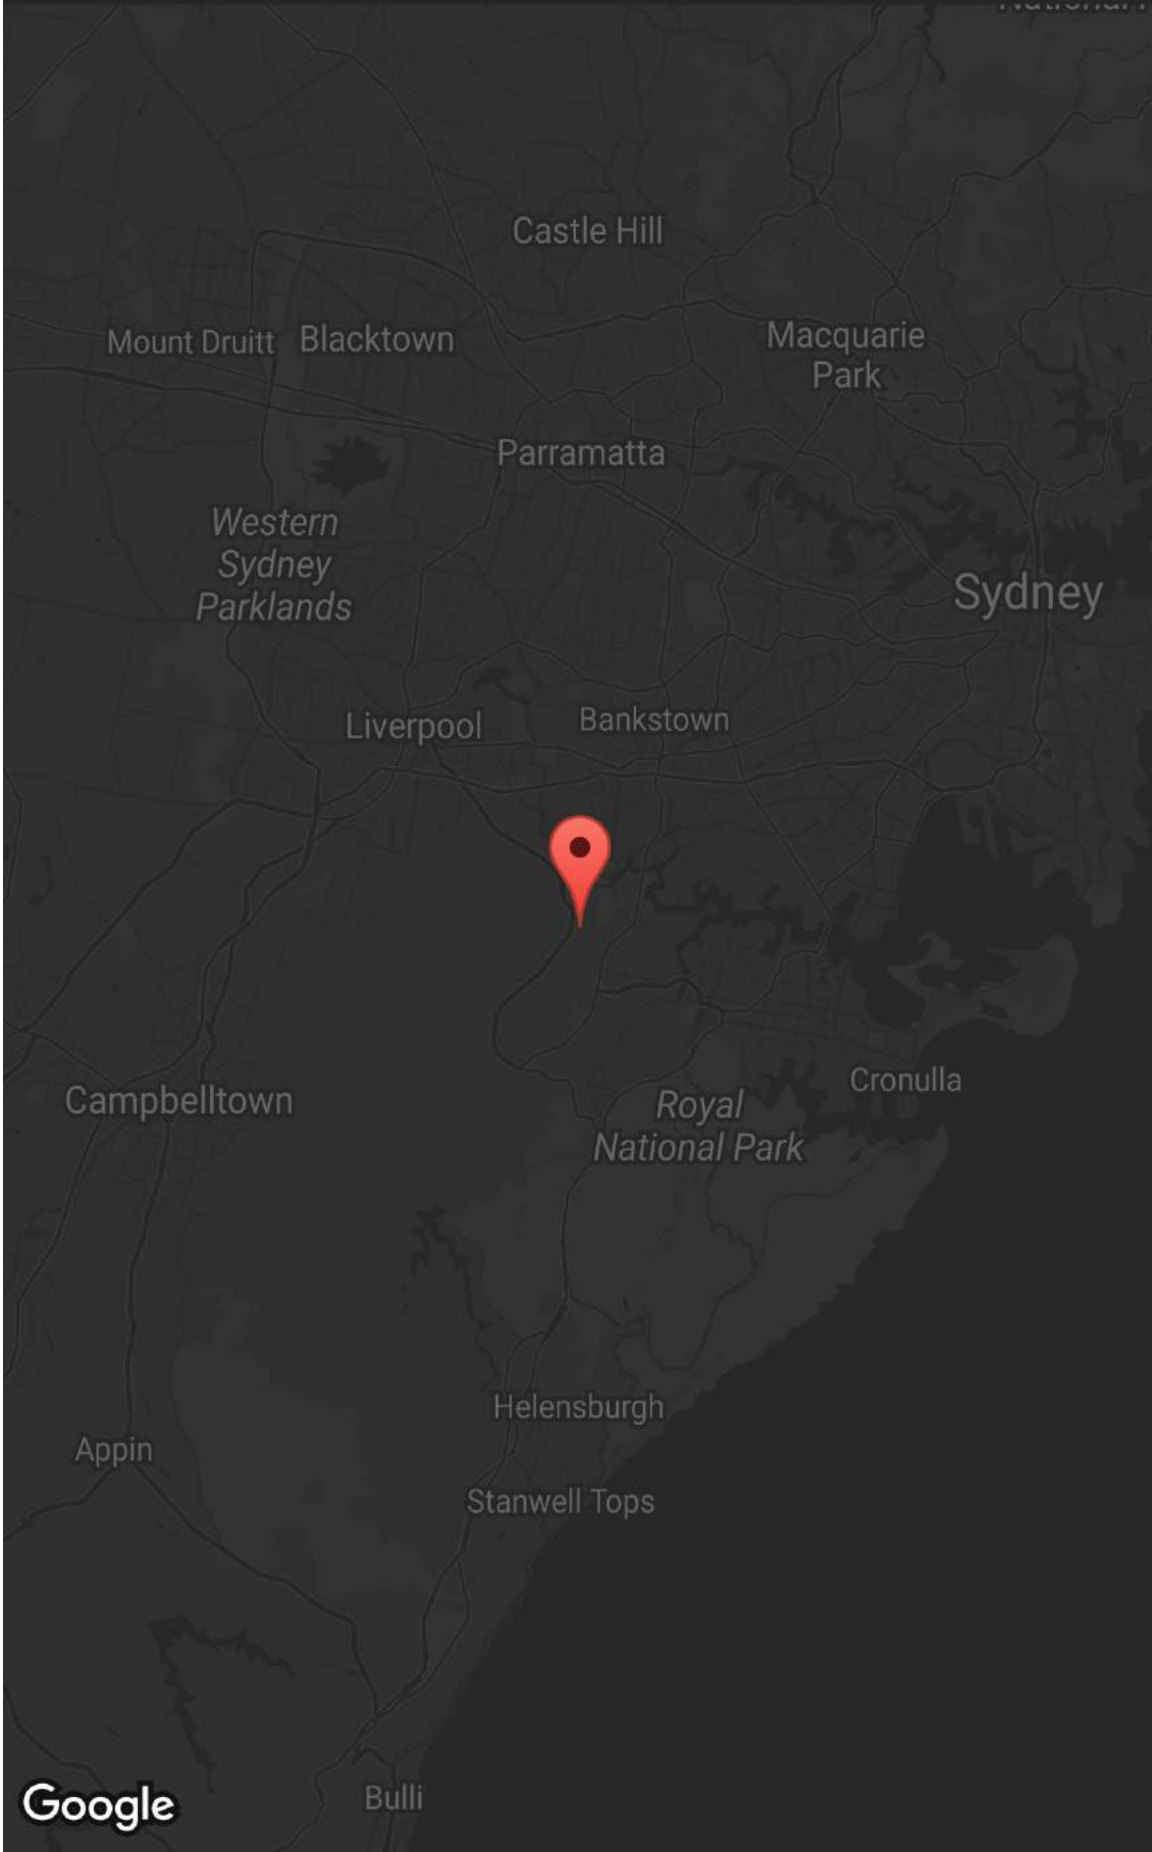 Castle Hill
Mount Druitt
Blacktown
Macquarie
Park
Parramatta
Western
Sydney
Parklands
Sydney
Liverpool
Bankstown
Campbelltown
Cronulla
Royal
National Park
Helensburgh
Appin
Stanwell Tops
Bulli
Google